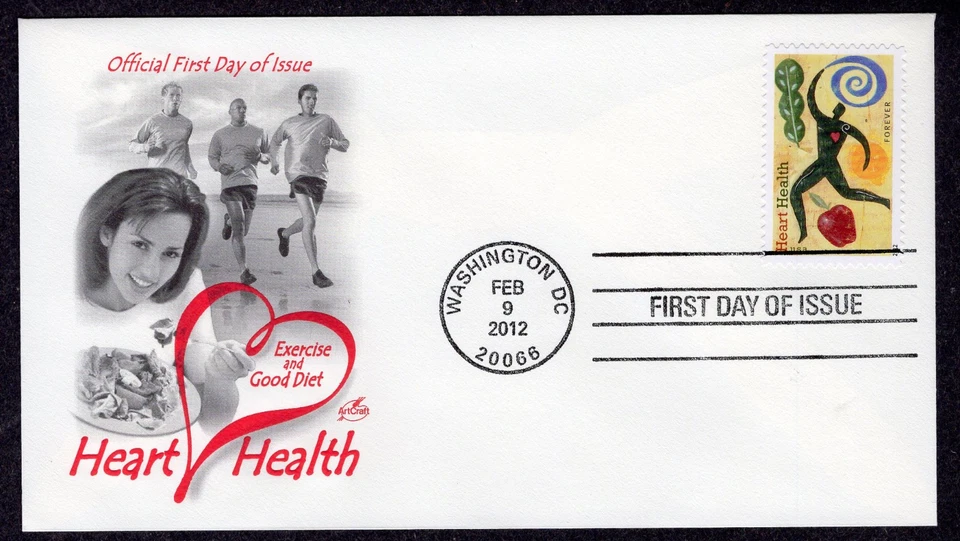 Official First Day of Issue
Exercise
and
Good Diet
ArtCraft
Heart Health
Heart Health
FOREVER
USA
WASHINGTON DC
FEB
9
2012
20066
FIRST DAY OF ISSUE